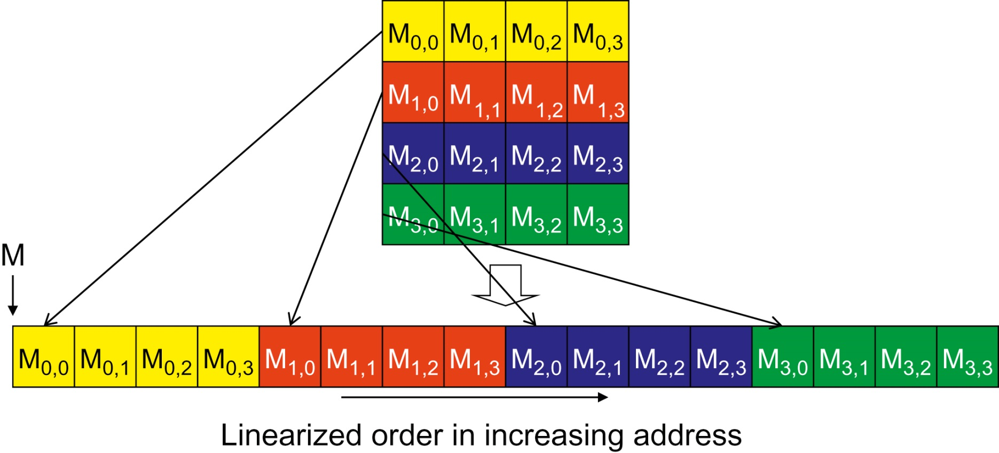 M0,0 M0,1 M0,2 M0,3
M1,0 M1,1 M1,2 M1,3
M2,0 M2,1 M2,2 M2,3
M3,0 M3,1 M3,2 M3,3
M
M0,0 M0,1 M0,2 M0,3 M1,0 M1,1 M1,2 M1,3 M2,0 M2,1 M2,2 M2,3 M3,0 M3,1 M3,2 M3,3
Linearized order in increasing address